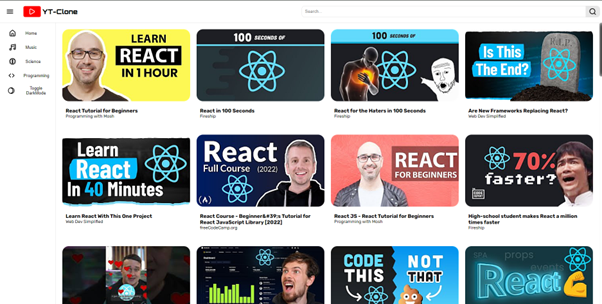 YT-Clone
Search
Home
Music
Science
Programming
Toggle
DarkMode
LEARN
REACT
IN 1 HOUR
React Tutorial for Beginners
Programming with Mosh
100 SECONDS OF
React in 100 Seconds
Fireship
100 SECONDS OF
React for the Haters in 100 Seconds
Fireship
Is This
The End?
R.I.P.
Are New Frameworks Replacing React?
Web Dev Simplified
Learn
React
In 40 Minutes
Learn React With This One Project
Web Dev Simplified
React
Full Course (2022)
React Course - Beginner&#39;s Tutorial for
React JavaScript Library [2022]
freeCodeCamp.org
REACT
FOR BEGINNERS
React JS - React Tutorial for Beginners
Programming with Mosh
70%
faster?
High-school student makes React a million
times faster
Fireship
CODE
THIS
NOT
THAT
SPA
props
React